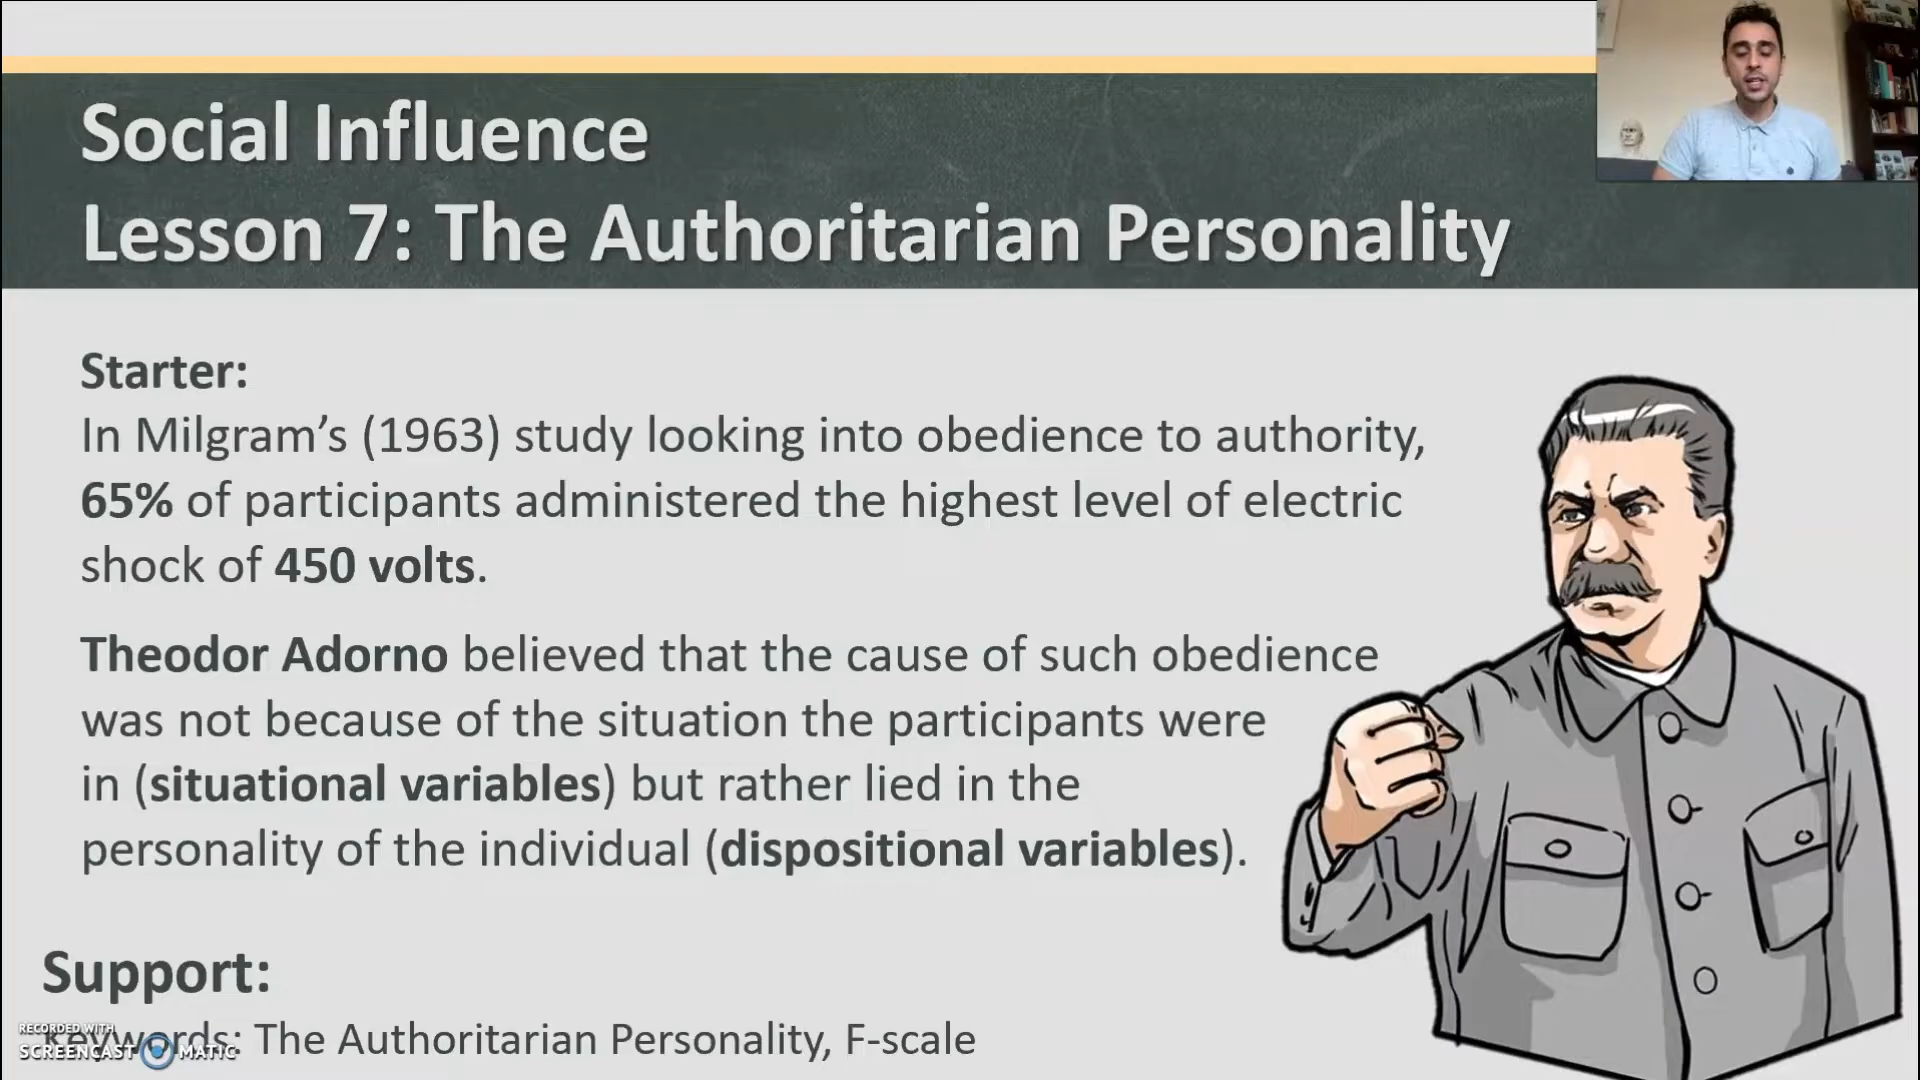 Social Influence
Lesson 7: The Authoritarian Personality
Starter:
In Milgram’s (1963) study looking into obedience to authority,
65% of participants administered the highest level of electric
shock of 450 volts.
Theodor Adorno believed that the cause of such obedience
was not because of the situation the participants were
in (situational variables) but rather lied in the
personality of the individual (dispositional variables).
Support:
Keywords: The Authoritarian Personality, F-scale
RECORDED WITH
SCREENCAST MATIC